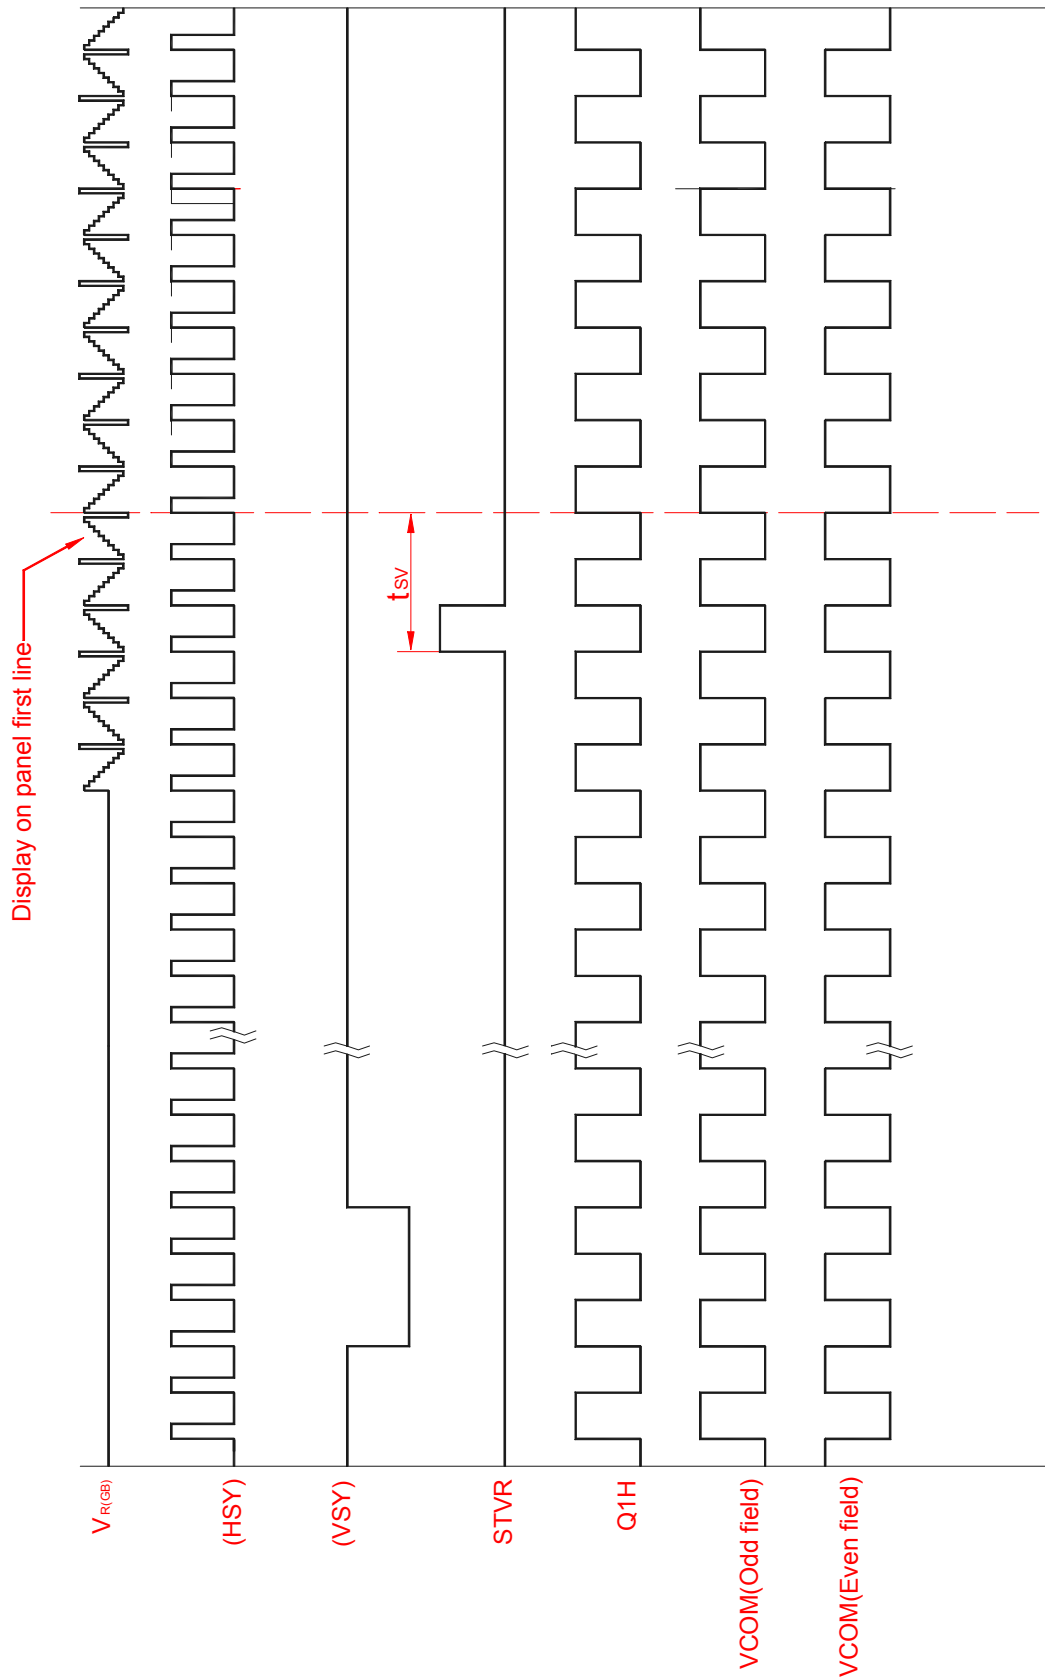 Display on panel first line
tSV
VR(GB)
(HSY)
(VSY)
STVR
Q1H
VCOM(Odd field)
VCOM(Even field)